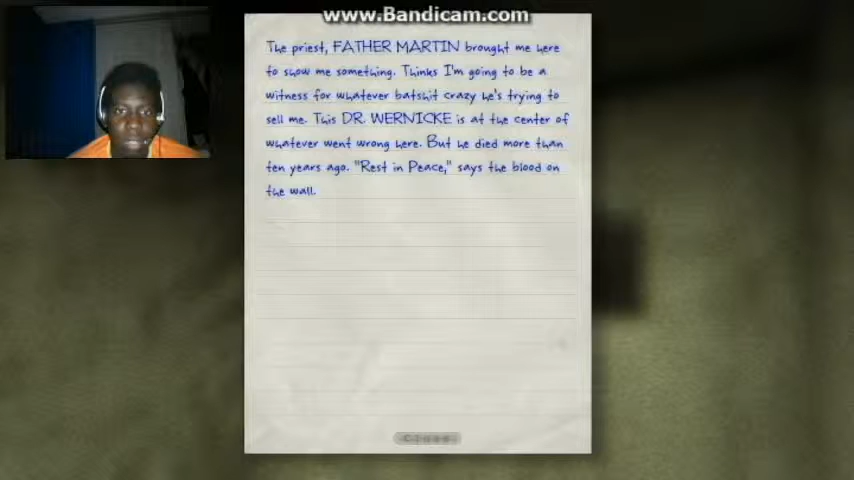 www.Bandicam.com
The priest, FATHER MARTIN brought me here
to show me something. Thinks I'm going to be a
witness for whatever batshit crazy he's trying to
sell me. This DR. WERNICKE is at the center of
whatever went wrong here. But he died more than
ten years ago. "Rest in Peace," says the blood on
the wall.